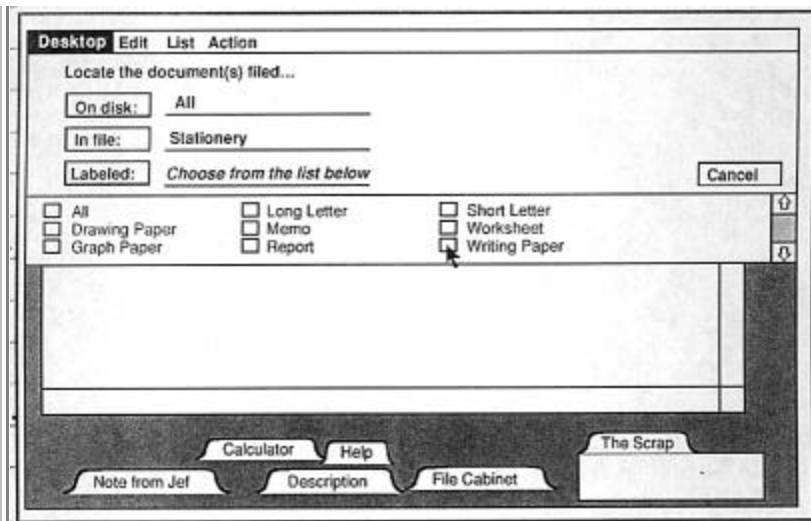 Desktop Edit List Action
Locate the document(s) filed...
On disk: All
In file: Stationery
Labeled: Choose from the list below
Cancel
All Long Letter Short Letter
Drawing Paper Memo Worksheet
Graph Paper Report Writing Paper
Calculator Help The Scrap
Note from Jef Description File Cabinet